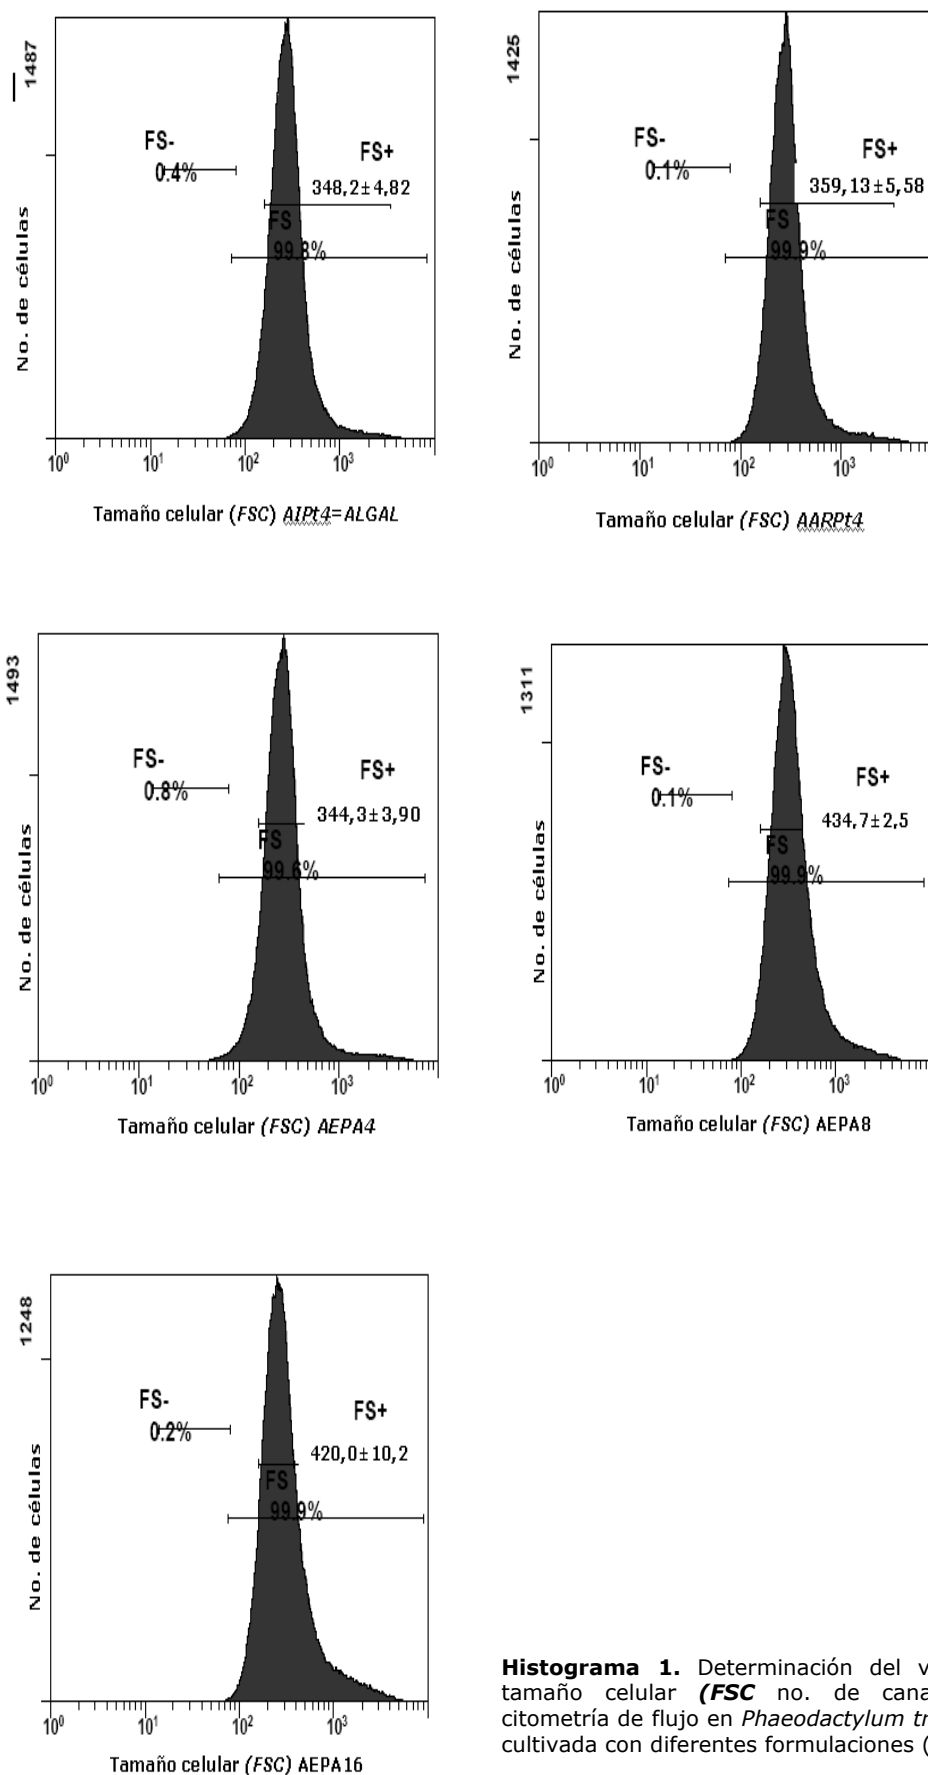 1487
No. de células
FS-
0.4%
FS+
348,2±4,82
FS
99.8%
10⁰ 10¹ 10² 10³
Tamaño celular (FSC) AIPt4=ALGAL
1425
No. de células
FS-
0.1%
FS+
359,13±5,58
FS
99.9%
10⁰ 10¹ 10² 10³
Tamaño celular (FSC) AARPt4
1493
No. de células
FS-
0.8%
FS+
344,3±3,90
FS
99.6%
10⁰ 10¹ 10² 10³
Tamaño celular (FSC) AEPA4
1311
No. de células
FS-
0.1%
FS+
434,7±2,5
FS
99.9%
10⁰ 10¹ 10² 10³
Tamaño celular (FSC) AEPA8
1248
No. de células
FS-
0.2%
FS+
420,0±10,2
FS
99.9%
10⁰ 10¹ 10² 10³
Tamaño celular (FSC) AEPA16
Histograma 1. Determinación del v
tamaño celular (FSC no. de cana
citometría de flujo en Phaeodactylum tr
cultivada con diferentes formulaciones (